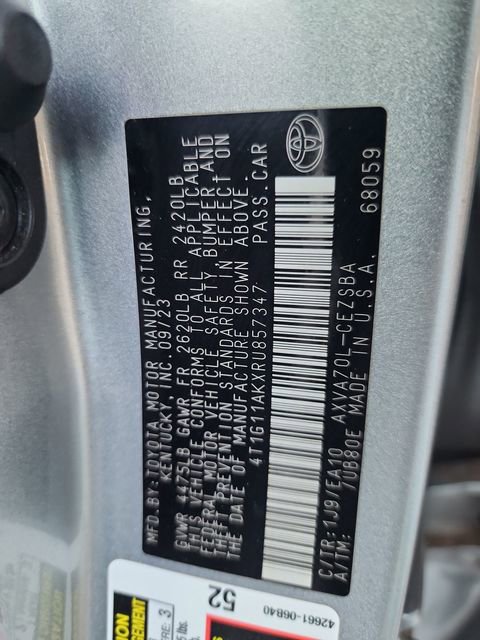 MFD.BY: TOYOTA MOTOR MANUFACTURING,
KENTUCKY, INC. 09/23
GVWR 4475LB GAWR FR 2620LB RR 2420LB
THIS VEHICLE CONFORMS TO ALL APPLICABLE
FEDERAL MOTOR VEHICLE SAFETY, BUMPER AND
THEFT PREVENTION STANDARDS IN EFFECT ON
THE DATE OF MANUFACTURE SHOWN ABOVE.
4T1G11AKXRU857347 PASS.CAR
C/TR: 1J9/EA10 AXVA70L-CEZSBA
A/TM: UB80E MADE IN U.S.A.
68059
52
42661-06B40